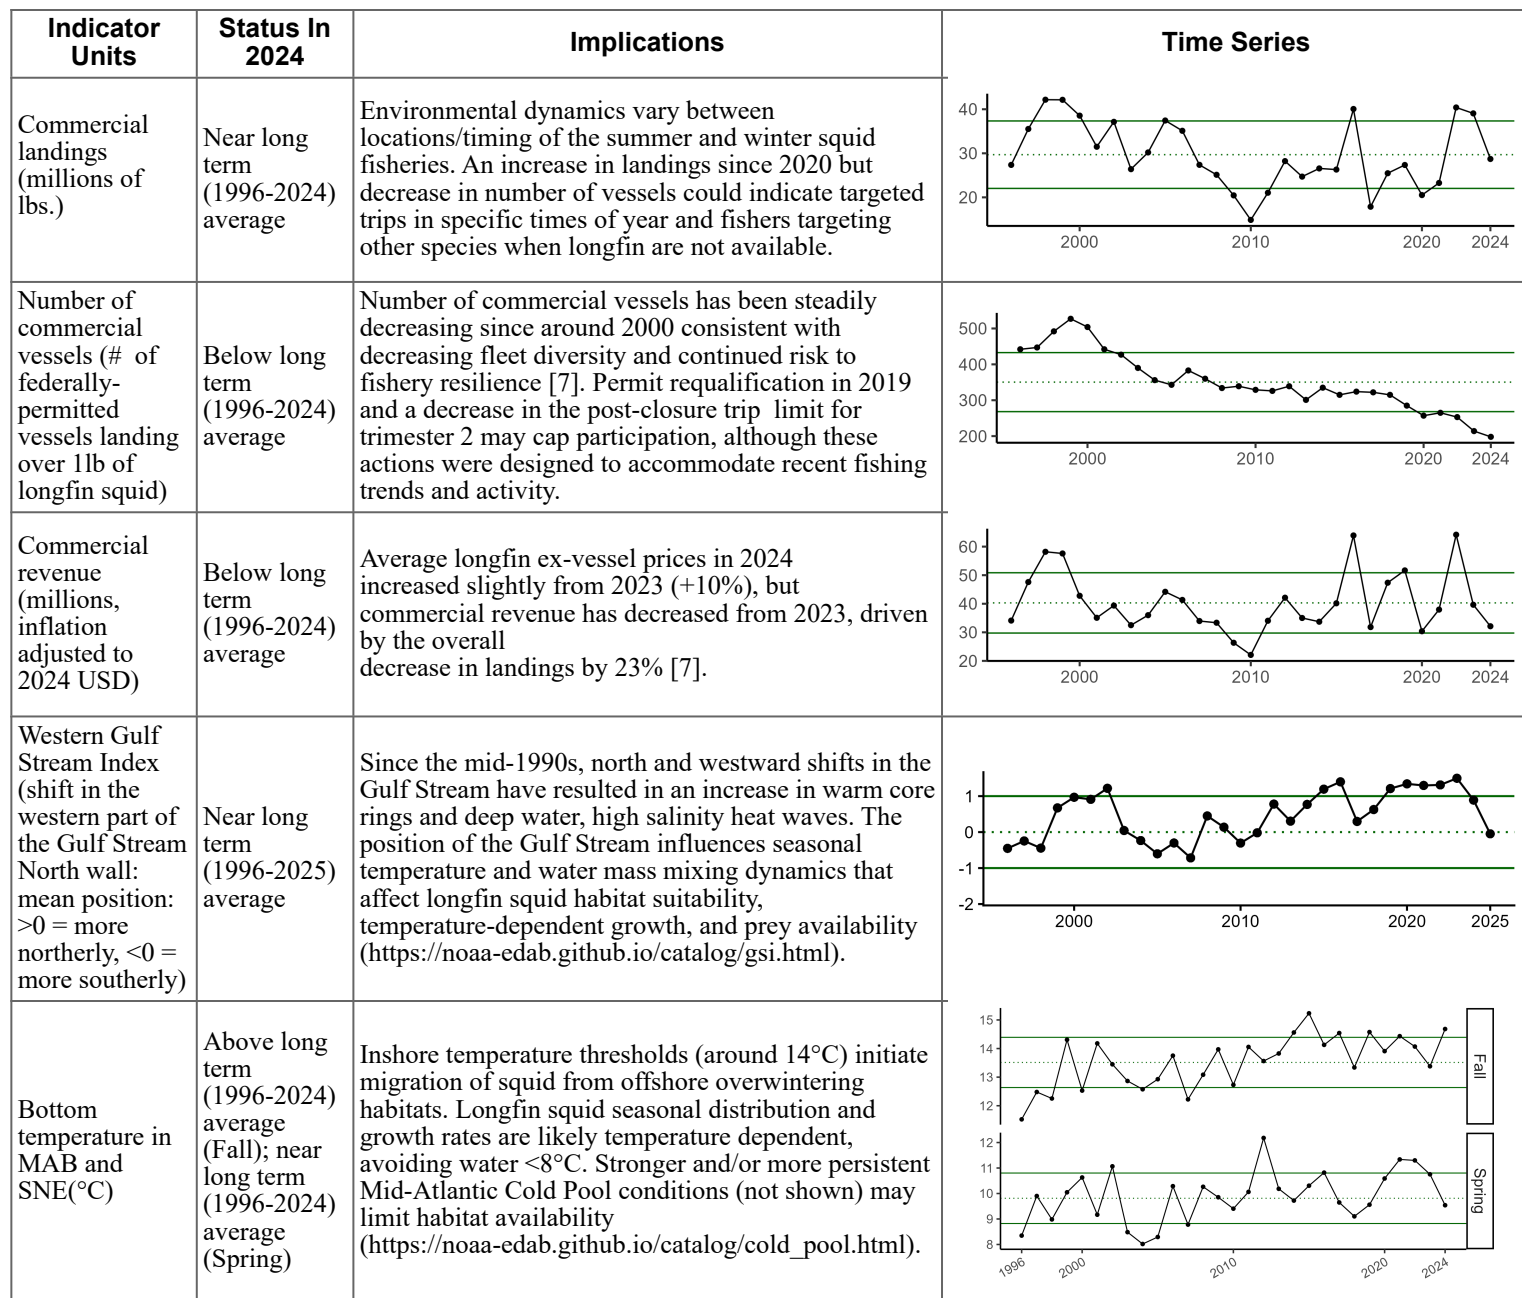 Indicator
Units
Status In
2024
Implications
Time Series
Commercial
landings
(millions of
lbs.)
Near long
term
(1996-2024)
average
Environmental dynamics vary between
locations/timing of the summer and winter squid
fisheries. An increase in landings since 2020 but
decrease in number of vessels could indicate targeted
trips in specific times of year and fishers targeting
other species when longfin are not available.
40
30
20
2000
2010
2020
2024
Number of
commercial
vessels (# of
federally-
permitted
vessels landing
over 1lb of
longfin squid)
Below long
term
(1996-2024)
average
Number of commercial vessels has been steadily
decreasing since around 2000 consistent with
decreasing fleet diversity and continued risk to
fishery resilience [7]. Permit requalification in 2019
and a decrease in the post-closure trip limit for
trimester 2 may cap participation, although these
actions were designed to accommodate recent fishing
trends and activity.
500
400
300
200
2000
2010
2020
2024
Commercial
revenue
(millions,
inflation
adjusted to
2024 USD)
Below long
term
(1996-2024)
average
Average longfin ex-vessel prices in 2024
increased slightly from 2023 (+10%), but
commercial revenue has decreased from 2023, driven
by the overall
decrease in landings by 23% [7].
60
50
40
30
20
2000
2010
2020
2024
Western Gulf
Stream Index
(shift in the
western part of
the Gulf Stream
North wall:
mean position:
>0 = more
northerly, <0 =
more southerly)
Near long
term
(1996-2025)
average
Since the mid-1990s, north and westward shifts in the
Gulf Stream have resulted in an increase in warm core
rings and deep water, high salinity heat waves. The
position of the Gulf Stream influences seasonal
temperature and water mass mixing dynamics that
affect longfin squid habitat suitability,
temperature-dependent growth, and prey availability
(https://noaa-edab.github.io/catalog/gsi.html).
1
0
-1
-2
2000
2010
2020
2025
Bottom
temperature in
MAB and
SNE(°C)
Above long
term
(1996-2024)
average
(Fall); near
long term
(1996-2024)
average
(Spring)
Inshore temperature thresholds (around 14°C) initiate
migration of squid from offshore overwintering
habitats. Longfin squid seasonal distribution and
growth rates are likely temperature dependent,
avoiding water <8°C. Stronger and/or more persistent
Mid-Atlantic Cold Pool conditions (not shown) may
limit habitat availability
(https://noaa-edab.github.io/catalog/cold_pool.html).
15
14
13
12
Fall
12
11
10
9
8
Spring
1996
2000
2010
2020
2024